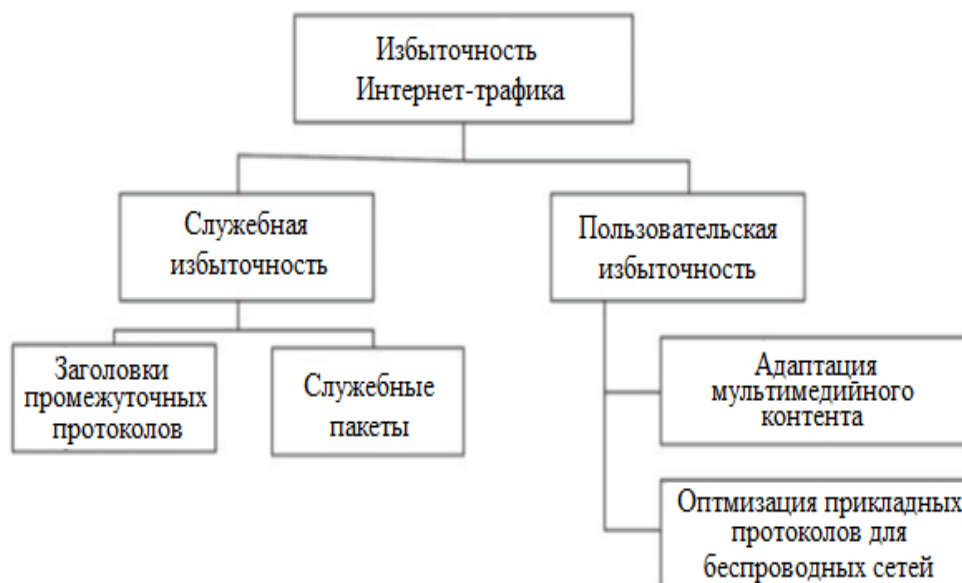 Избыточность
Интернет-трафика
Служебная
избыточность
Пользовательская
избыточность
Заголовки
промежуточных
протоколов
Служебные
пакеты
Адаптация
мультимедийного
контента
Оптмизация прикладных
протоколов для
беспроводных сетей